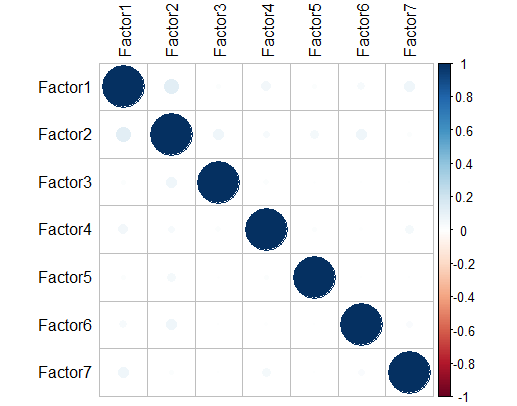 Factor1
Factor2
Factor3
Factor4
Factor5
Factor6
Factor7
Factor1
Factor2
Factor3
Factor4
Factor5
Factor6
Factor7
1
0.8
0.6
0.4
0.2
0
-0.2
-0.4
-0.6
-0.8
-1